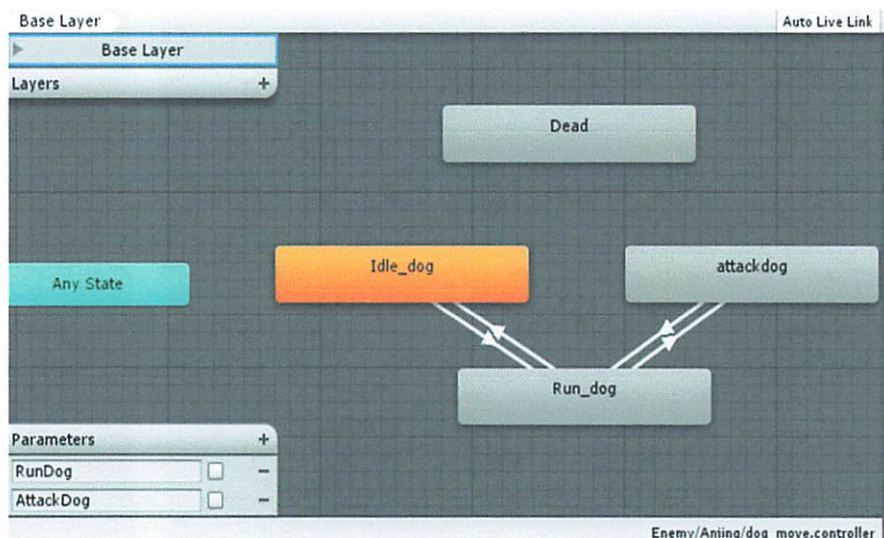 Base Layer
Auto Live Link
Base Layer
Layers
Dead
Idle_dog
attackdog
Any State
Run_dog
Parameters
RunDog
AttackDog
Enemy/Anjing/dog_move.controller